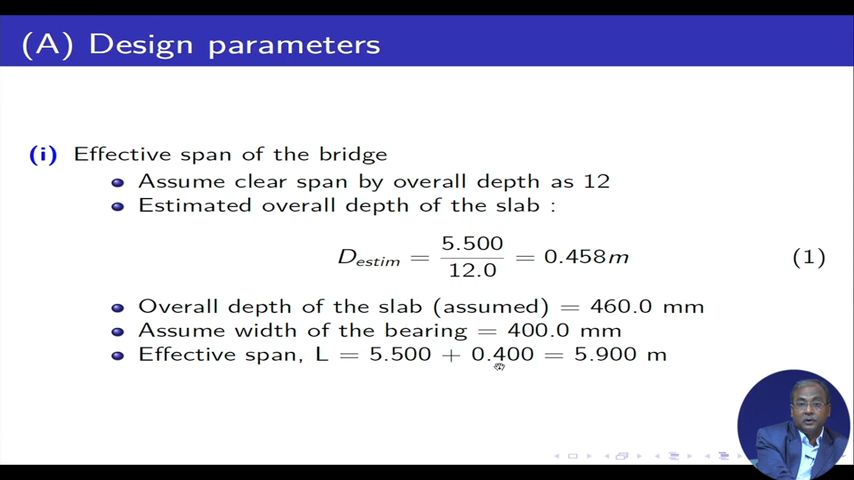 (A) Design parameters
(i) Effective span of the bridge
Assume clear span by overall depth as 12
Estimated overall depth of the slab :
D_estim = 5.500 / 12.0 = 0.458m (1)
Overall depth of the slab (assumed) = 460.0 mm
Assume width of the bearing = 400.0 mm
Effective span, L = 5.500 + 0.400 = 5.900 m